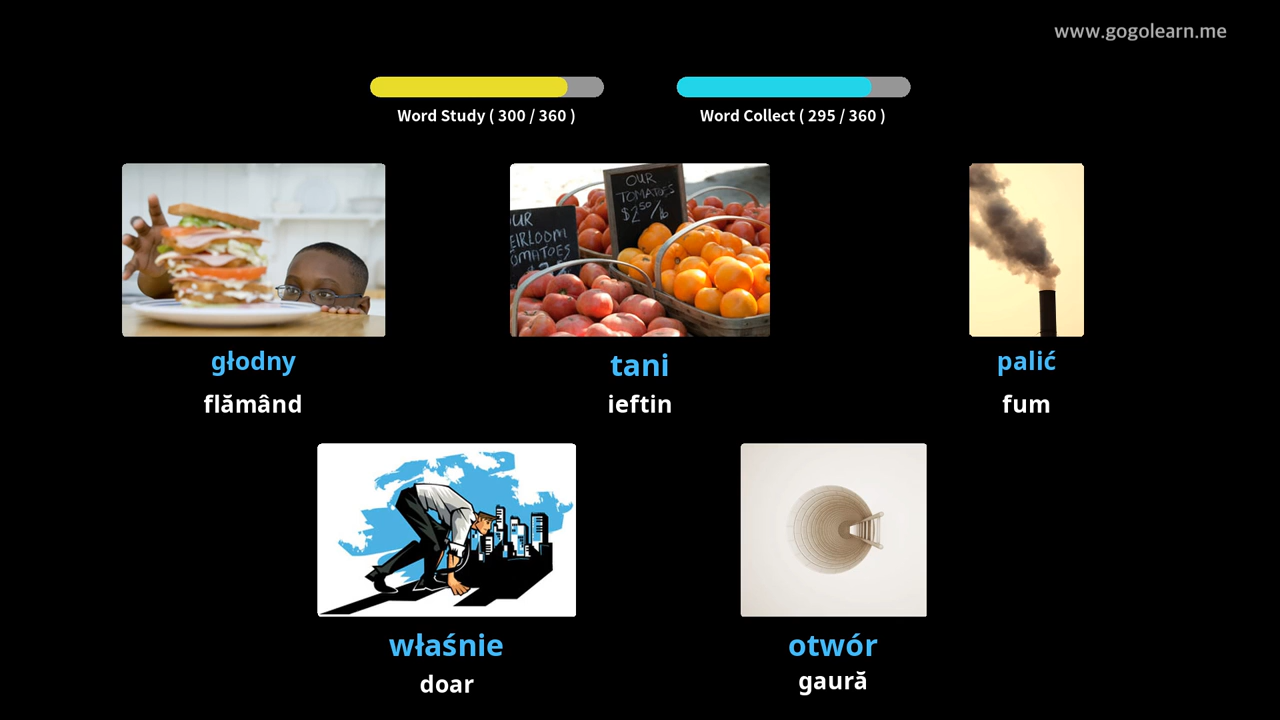 www.gogolearn.me
Word Study ( 300 / 360 )
Word Collect ( 295 / 360 )
OUR
TOMATOES
$2.50/lb
UR
EIRLOOM
OMATOES
głodny
tani
palić
flămând
ieftin
fum
właśnie
otwór
doar
gaură